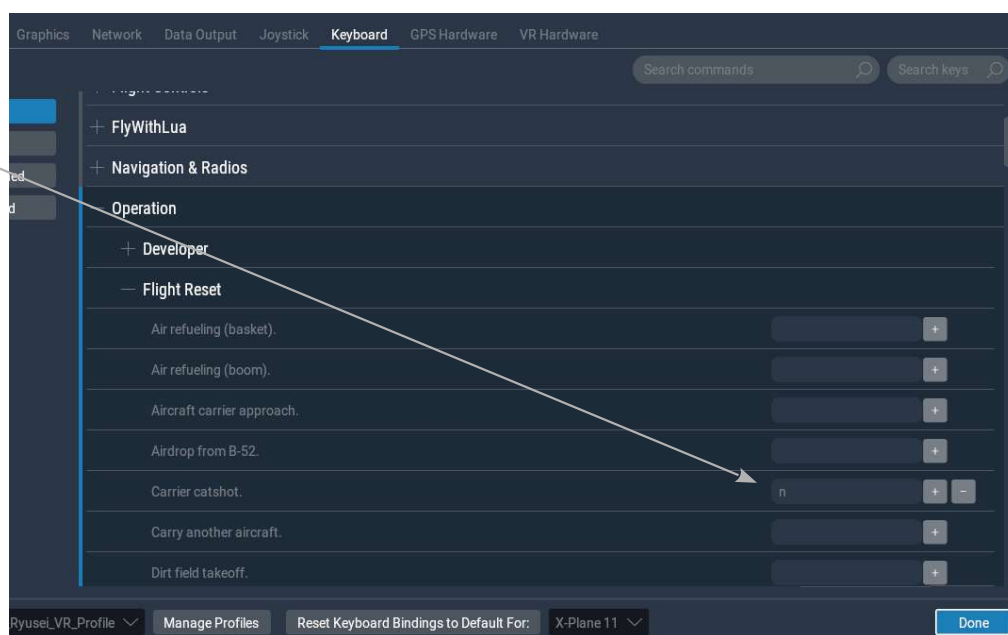 Graphics Network Data Output Joystick Keyboard GPS Hardware VR Hardware
Search commands Search keys
FlyWithLua
Navigation & Radios
Operation
Developer
Flight Reset
Air refueling (basket).
Air refueling (boom).
Aircraft carrier approach.
Airdrop from B-52.
Carrier catshot. n
Carry another aircraft.
Dirt field takeoff.
Ryusei_VR_Profile Manage Profiles Reset Keyboard Bindings to Default For: X-Plane 11 Done